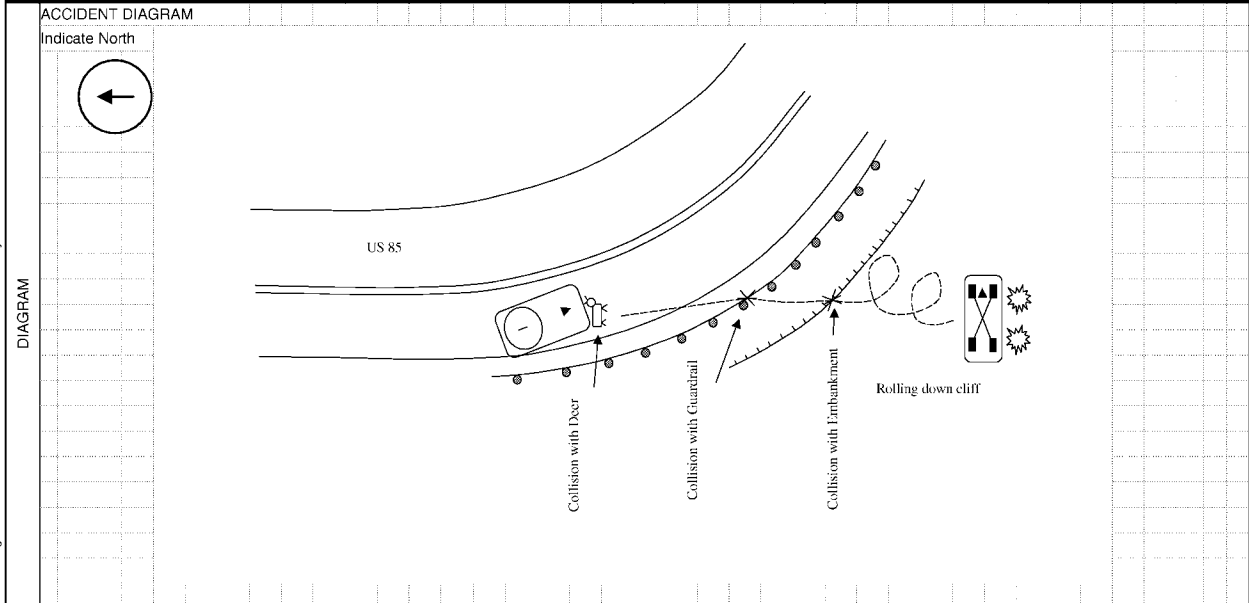 ACCIDENT DIAGRAM
Indicate North
DIAGRAM
US 85
1
Collision with Deer
Collision with Guardrail
Collision with Embankment
Rolling down cliff